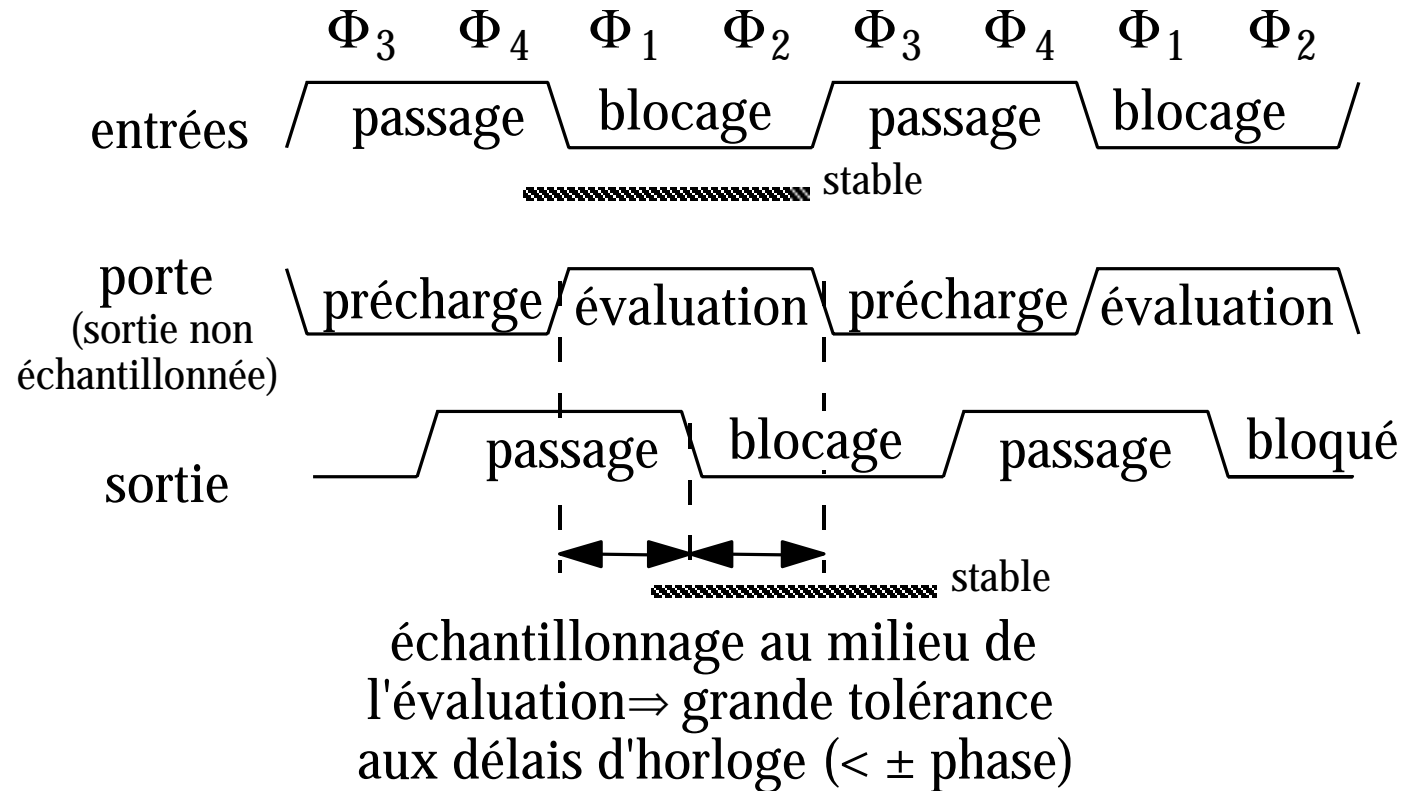 Φ3 Φ4 Φ1 Φ2 Φ3 Φ4 Φ1 Φ2
entrées passage blocage passage blocage
stable
porte précharge évaluation précharge évaluation
(sortie non
échantillonnée)
sortie passage blocage passage bloqué
stable
échantillonnage au milieu de
l'évaluation⇒ grande tolérance
aux délais d'horloge (< ± phase)